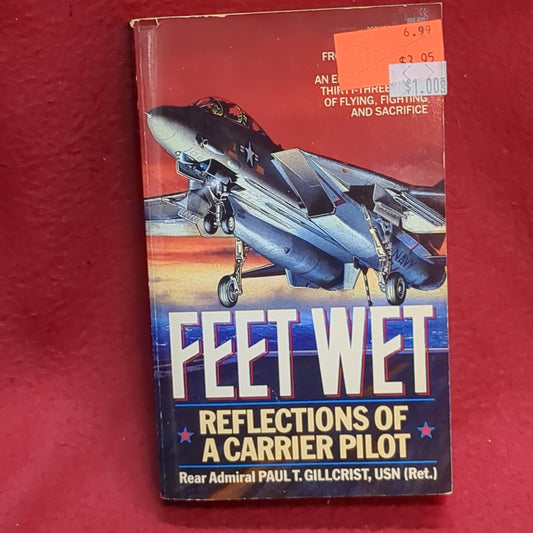 6.99
$3.95
$1.00
FR
AN E
THIRTY-THREE
OF FLYING, FIGHTING
AND SACRIFICE
NAVY
FEET WET
REFLECTIONS OF
A CARRIER PILOT
Rear Admiral PAUL T. GILLCRIST, USN (Ret.)